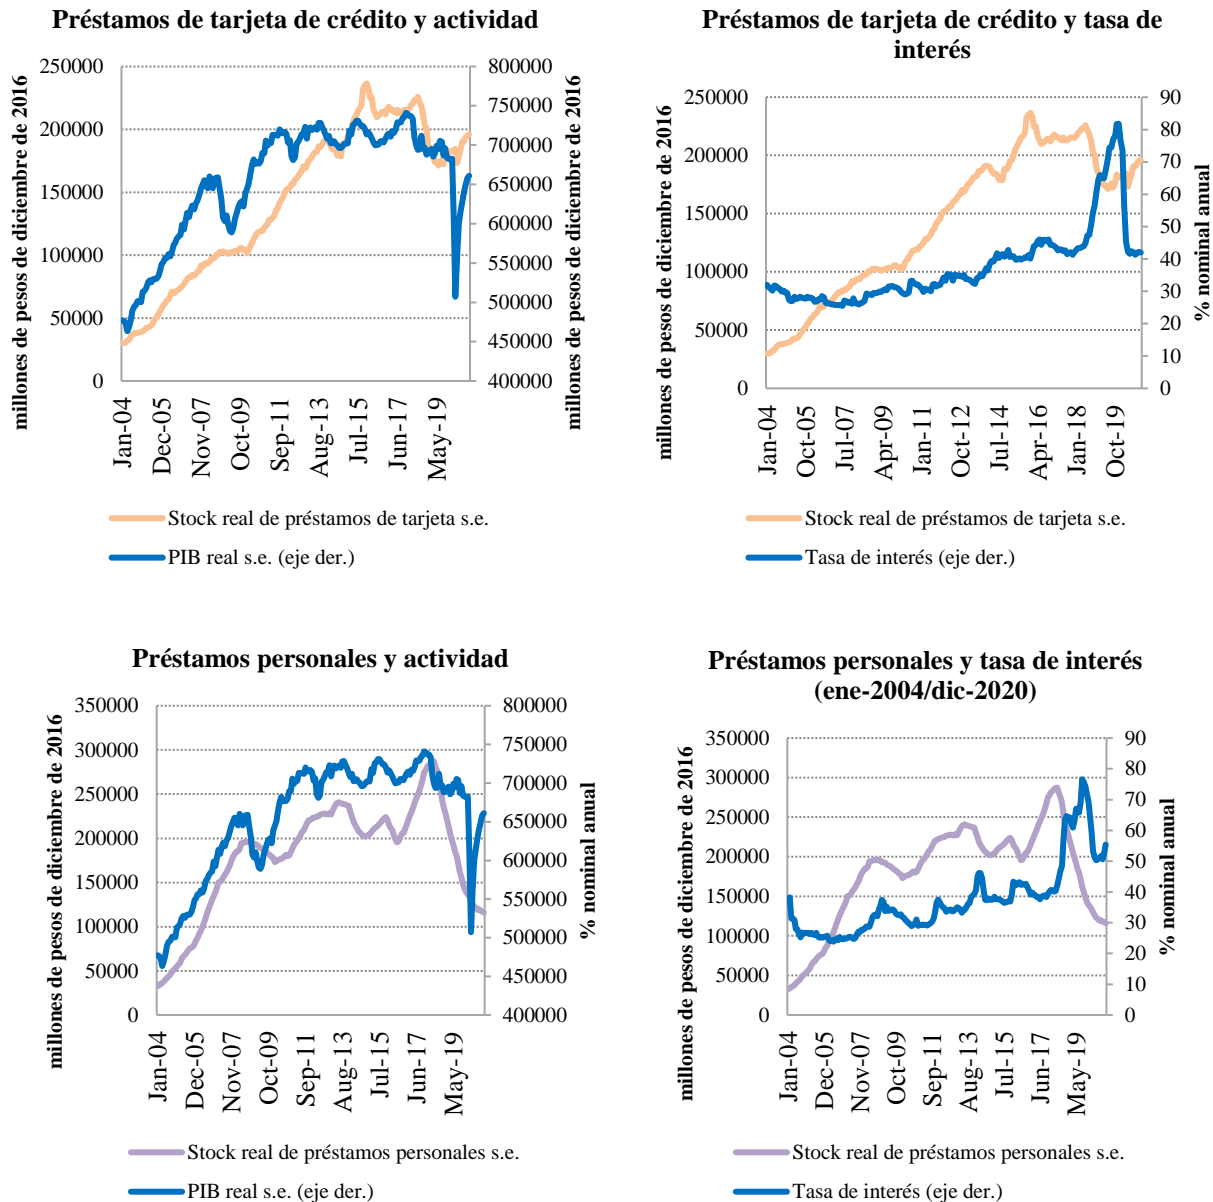 Préstamos de tarjeta de crédito y actividad
millones de pesos de diciembre de 2016
250000
200000
150000
100000
50000
0
800000
750000
700000
650000
600000
550000
500000
450000
400000
millones de pesos de diciembre de 2016
Jan-04
Dec-05
Nov-07
Oct-09
Sep-11
Aug-13
Jul-15
Jun-17
May-19
Stock real de préstamos de tarjeta s.e.
PIB real s.e. (eje der.)
Préstamos de tarjeta de crédito y tasa de
interés
millones de pesos de diciembre de 2016
250000
200000
150000
100000
50000
0
90
80
70
60
50
40
30
20
10
0
% nominal anual
Jan-04
Oct-05
Jul-07
Apr-09
Jan-11
Oct-12
Jul-14
Apr-16
Jan-18
Oct-19
Stock real de préstamos de tarjeta s.e.
Tasa de interés (eje der.)
Préstamos personales y actividad
millones de pesos de diciembre de 2016
350000
300000
250000
200000
150000
100000
50000
0
800000
750000
700000
650000
600000
550000
500000
450000
400000
% nominal anual
Jan-04
Dec-05
Nov-07
Oct-09
Sep-11
Aug-13
Jul-15
Jun-17
May-19
Stock real de préstamos personales s.e.
PIB real s.e. (eje der.)
Préstamos personales y tasa de interés
(ene-2004/dic-2020)
millones de pesos de diciembre de 2016
350000
300000
250000
200000
150000
100000
50000
0
90
80
70
60
50
40
30
20
10
0
% nominal anual
Jan-04
Dec-05
Nov-07
Oct-09
Sep-11
Aug-13
Jul-15
Jun-17
May-19
Stock real de préstamos personales s.e.
Tasa de interés (eje der.)